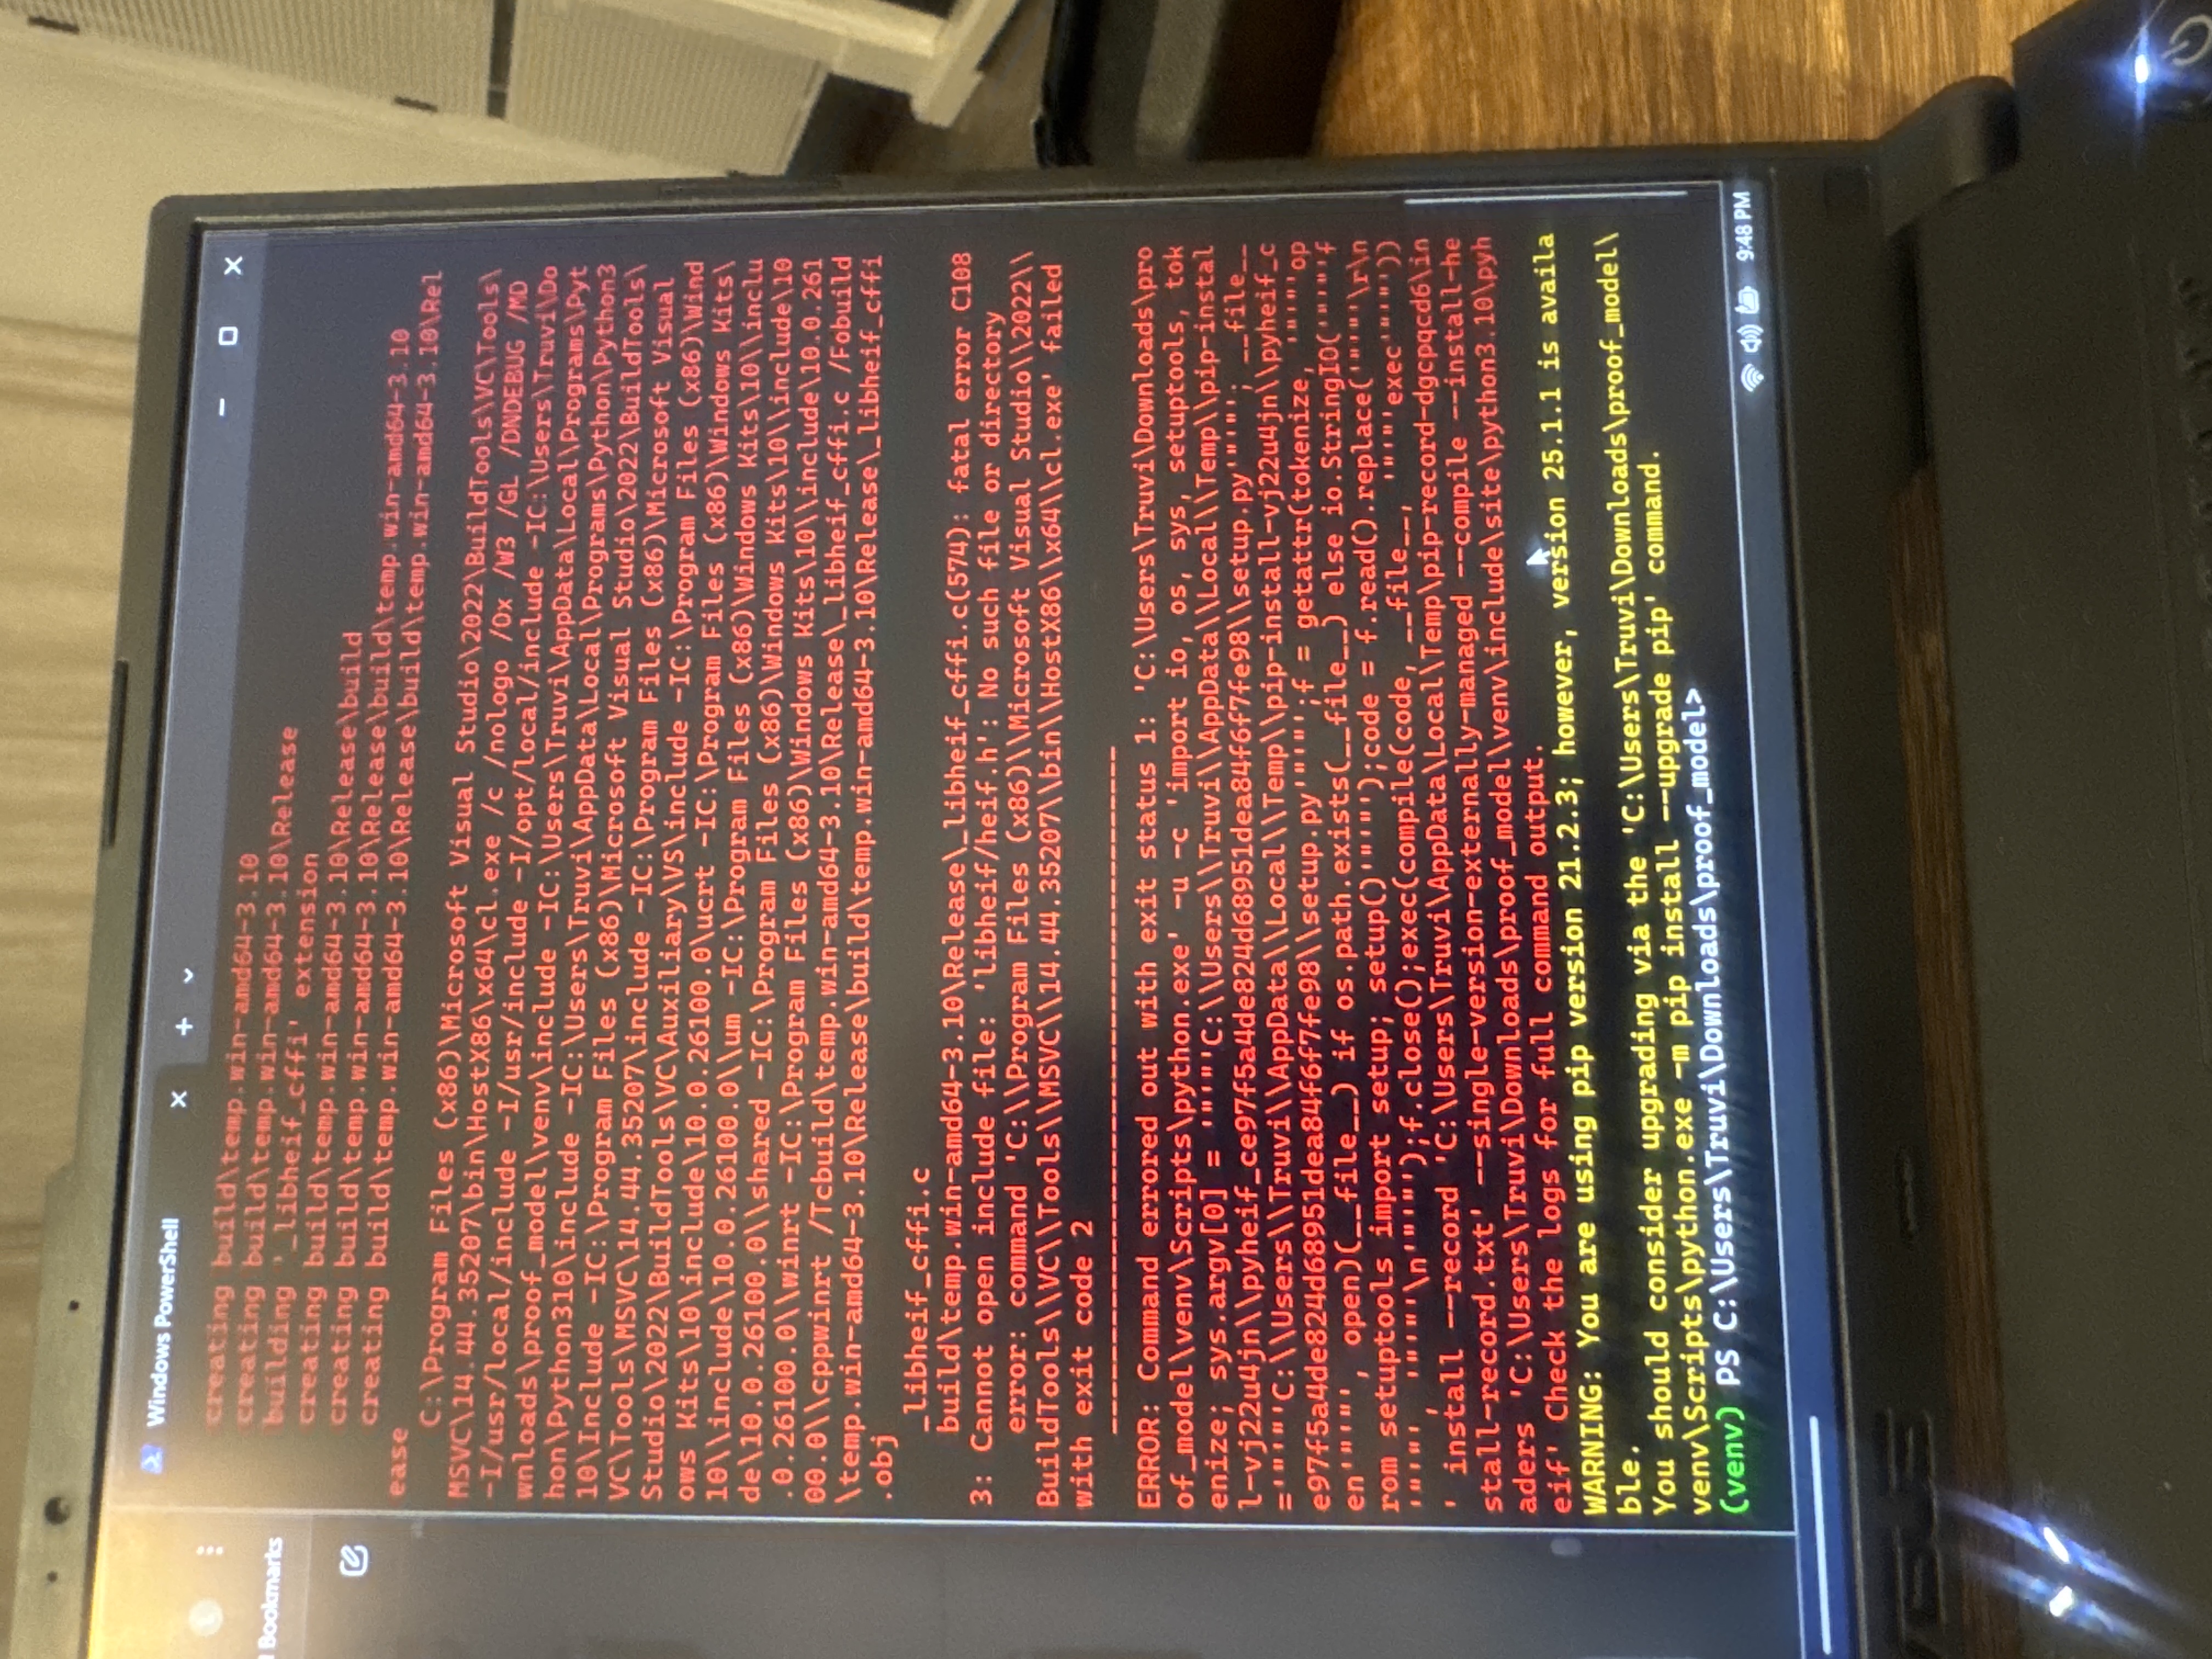 Windows PowerShell
Bookmarks
creating build\temp.win-amd64-3.10
creating build\temp.win-amd64-3.10\Release
building '_libheif_cffi' extension
creating build\temp.win-amd64-3.10\Release\build
creating build\temp.win-amd64-3.10\Release\build\temp.win-amd64-3.10
creating build\temp.win-amd64-3.10\Release\build\temp.win-amd64-3.10\Rel
ease
C:\Program Files (x86)\Microsoft Visual Studio\2022\BuildTools\VC\Tools\
MSVC\14.44.35207\bin\HostX86\x64\cl.exe /c /nologo /Ox /W3 /GL /DNDEBUG /MD
-I/usr/local/include -I/usr/include -I/opt/local/include -IC:\Users\Truvi\Do
wnloads\proof_model\venv\include -IC:\Users\Truvi\AppData\Local\Programs\Pyt
hon\Python310\include -IC:\Users\Truvi\AppData\Local\Programs\Python\Python3
10\Include -IC:\Program Files (x86)\Microsoft Visual Studio\2022\BuildTools\
VC\Tools\MSVC\14.44.35207\include -IC:\Program Files (x86)\Microsoft Visual
Studio\2022\BuildTools\VC\Auxiliary\VS\include -IC:\Program Files (x86)\Wind
ows Kits\10\include\10.0.26100.0\ucrt -IC:\Program Files (x86)\Windows Kits\
10\\include\10.0.26100.0\\um -IC:\Program Files (x86)\Windows Kits\10\\inclu
de\10.0.26100.0\\shared -IC:\Program Files (x86)\Windows Kits\10\\include\10
.0.26100.0\\winrt -IC:\Program Files (x86)\Windows Kits\10\\include\10.0.261
00.0\\cppwinrt /Tcbuild\temp.win-amd64-3.10\Release\_libheif_cffi.c /Fobuild
\temp.win-amd64-3.10\Release\build\temp.win-amd64-3.10\Release\_libheif_cffi
.obj
_libheif_cffi.c
build\temp.win-amd64-3.10\Release\_libheif_cffi.c(574): fatal error C108
3: Cannot open include file: 'libheif/heif.h': No such file or directory
error: command 'C:\\Program Files (x86)\\Microsoft Visual Studio\\2022\\
BuildTools\\VC\\Tools\\MSVC\\14.44.35207\\bin\\HostX86\\x64\\cl.exe' failed
with exit code 2
----------------------------------------
ERROR: Command errored out with exit status 1: 'C:\Users\Truvi\Downloads\pro
of_model\venv\Scripts\python.exe' -u -c 'import io, os, sys, setuptools, tok
enize; sys.argv[0] = '"'"'C:\\Users\\Truvi\\AppData\\Local\\Temp\\pip-instal
l-vj22u4jn\\pyheif_ce97f5a4de824d68951dea84f6f7fe98\\setup.py'"'"'; __file__
='"'"'C:\\Users\\Truvi\\AppData\\Local\\Temp\\pip-install-vj22u4jn\\pyheif_c
e97f5a4de824d68951dea84f6f7fe98\\setup.py'"'"';f = getattr(tokenize, '"'"'op
en'"'"', open)(__file__) if os.path.exists(__file__) else io.StringIO('"'"'f
rom setuptools import setup; setup()'"'"');code = f.read().replace('"'"'\r\n
'"'"', '"'"'\n'"'"');f.close();exec(compile(code, __file__, '"'"'exec'"'"'))
' install --record 'C:\Users\Truvi\AppData\Local\Temp\pip-record-dgcpqcd6\in
stall-record.txt' --single-version-externally-managed --compile --install-he
aders 'C:\Users\Truvi\Downloads\proof_model\venv\include\site\python3.10\pyh
eif' Check the logs for full command output.
WARNING: You are using pip version 21.2.3; however, version 25.1.1 is availa
ble.
You should consider upgrading via the 'C:\Users\Truvi\Downloads\proof_model\
venv\Scripts\python.exe -m pip install --upgrade pip' command.
(venv) PS C:\Users\Truvi\Downloads\proof_model>
9:48 PM